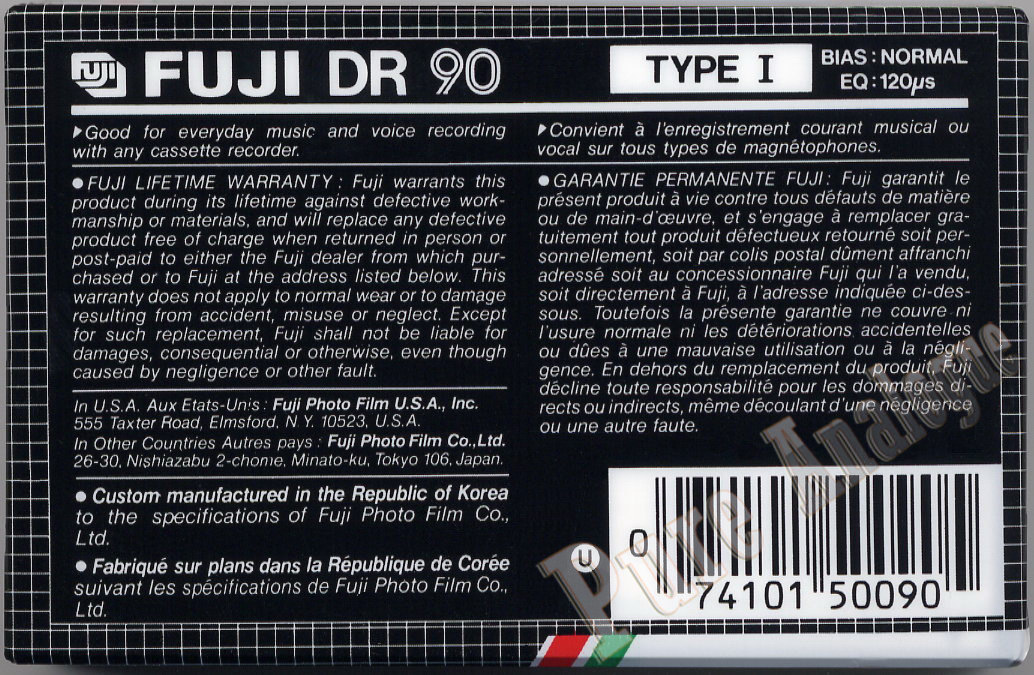 FUJI FUJI DR 90
TYPE I
BIAS : NORMAL
EQ : 120µs
Good for everyday music and voice recording
with any cassette recorder.
● FUJI LIFETIME WARRANTY : Fuji warrants this
product during its lifetime against defective work-
manship or materials, and will replace any defective
product free of charge when returned in person or
post-paid to either the Fuji dealer from which pur-
chased or to Fuji at the address listed below. This
warranty does not apply to normal wear or to damage
resulting from accident, misuse or neglect. Except
for such replacement, Fuji shall not be liable for
damages, consequential or otherwise, even though
caused by negligence or other fault.
In U.S.A. Aux Etats-Unis : Fuji Photo Film U.S.A., Inc.
555 Taxter Road, Elmsford, N.Y. 10523, U.S.A.
In Other Countries Autres pays : Fuji Photo Film Co., Ltd.
26-30, Nishiazabu 2-chome, Minato-ku, Tokyo 106, Japan.
● Custom manufactured in the Republic of Korea
to the specifications of Fuji Photo Film Co.,
Ltd.
● Fabriqué sur plans dans la République de Corée
suivant les spécifications de Fuji Photo Film Co.,
Ltd.
Convient à l'enregistrement courant musical ou
vocal sur tous types de magnétophones.
● GARANTIE PERMANENTE FUJI : Fuji garantit le
présent produit à vie contre tous défauts de matière
ou de main-d'œuvre, et s'engage à remplacer gra-
tuitement tout produit défectueux retourné soit per-
sonnellement, soit par colis postal dûment affranchi
adressé soit au concessionnaire Fuji qui l'a vendu,
soit directement à Fuji, à l'adresse indiquée ci-des-
sous. Toutefois la présente garantie ne couvre ni
l'usure normale ni les détériorations accidentelles
ou dûes à une mauvaise utilisation ou à la négli-
gence. En dehors du remplacement du produit, Fuji
décline toute responsabilité pour les dommages di-
rects ou indirects, même découlant d'une négligence
ou une autre faute.
U
0 74101 50090
Pure Analogue